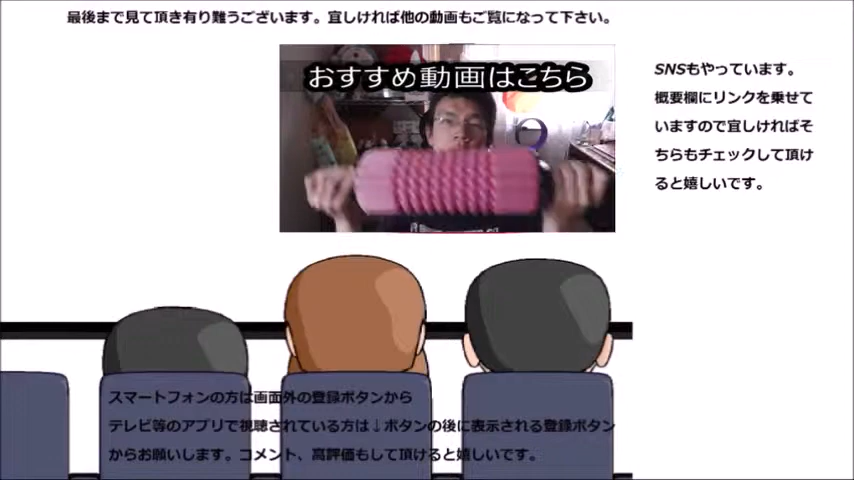 最後まで見て頂き有り難うございます。宜しければ他の動画もご覧になって下さい。
おすすめ動画はこちら
SNSもやっています。
概要欄にリンクを乗せて
いますので宜しければそ
ちらもチェックして頂け
ると嬉しいです。
スマートフォンの方は画面外の登録ボタンから
テレビ等のアプリで視聴されている方は↓ボタンの後に表示される登録ボタン
からお願いします。コメント、高評価もして頂けると嬉しいです。